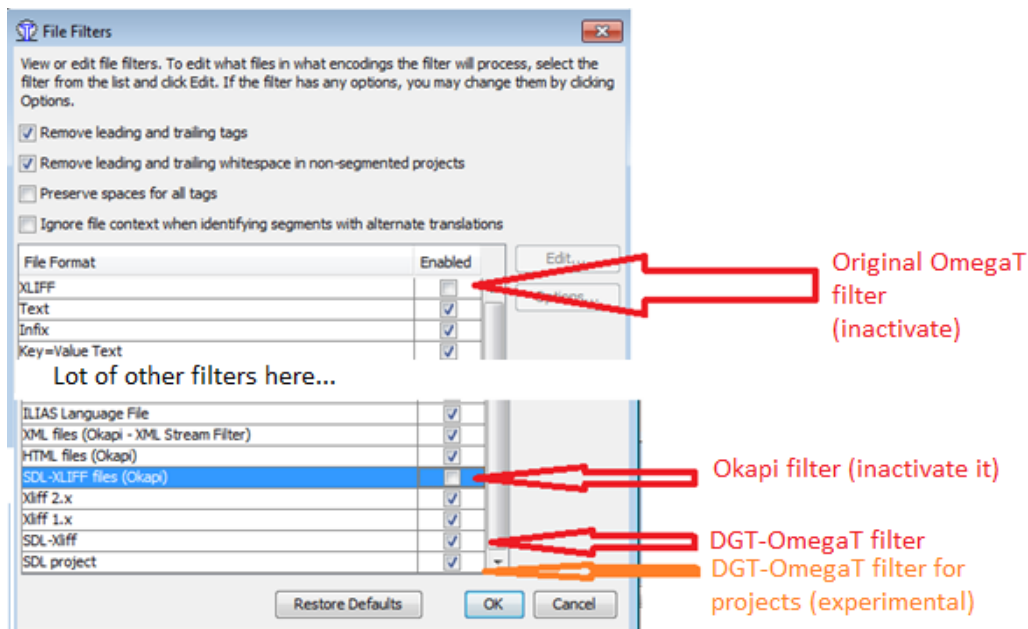 File Filters
View or edit file filters. To edit what files in what encodings the filter will process, select the
filter from the list and click Edit. If the filter has any options, you may change them by clicking
Options.
Remove leading and trailing tags
Remove leading and trailing whitespace in non-segmented projects
Preserve spaces for all tags
Ignore file context when identifying segments with alternate translations
File Format Enabled Edit...
XLIFF
Options...
Text
Infix
Key=Value Text
Original OmegaT
filter
(inactivate)
Lot of other filters here...
ILIAS Language File
XML files (Okapi - XML Stream Filter)
HTML files (Okapi)
SDL-XLIFF files (Okapi)
Okapi filter (inactivate it)
Xliff 2.x
Xliff 1.x
SDL-Xliff
DGT-OmegaT filter
SDL project
DGT-OmegaT filter for
projects (experimental)
Restore Defaults OK Cancel